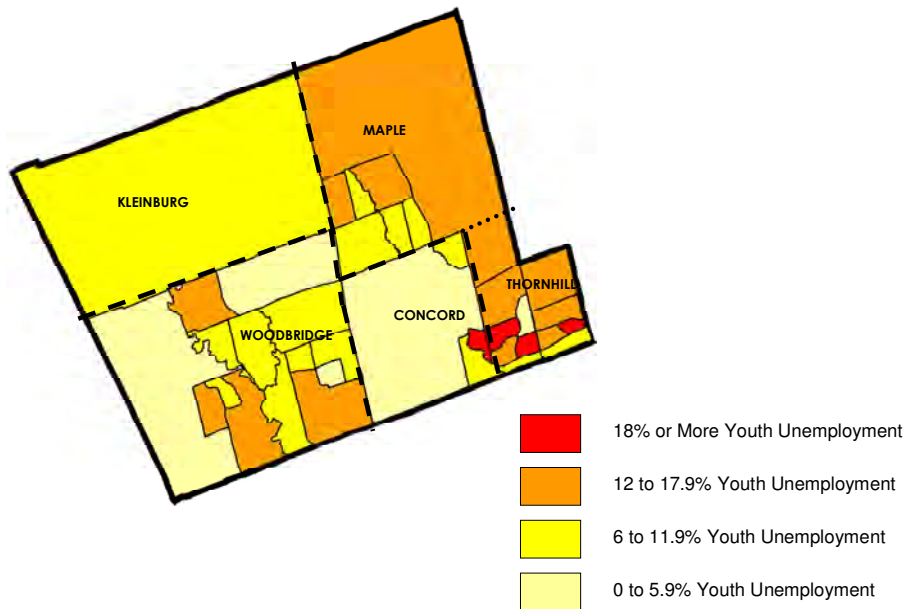 MAPLE
KLEINBURG
THORNHILL
CONCORD
WOODBRIDGE
18% or More Youth Unemployment
12 to 17.9% Youth Unemployment
6 to 11.9% Youth Unemployment
0 to 5.9% Youth Unemployment